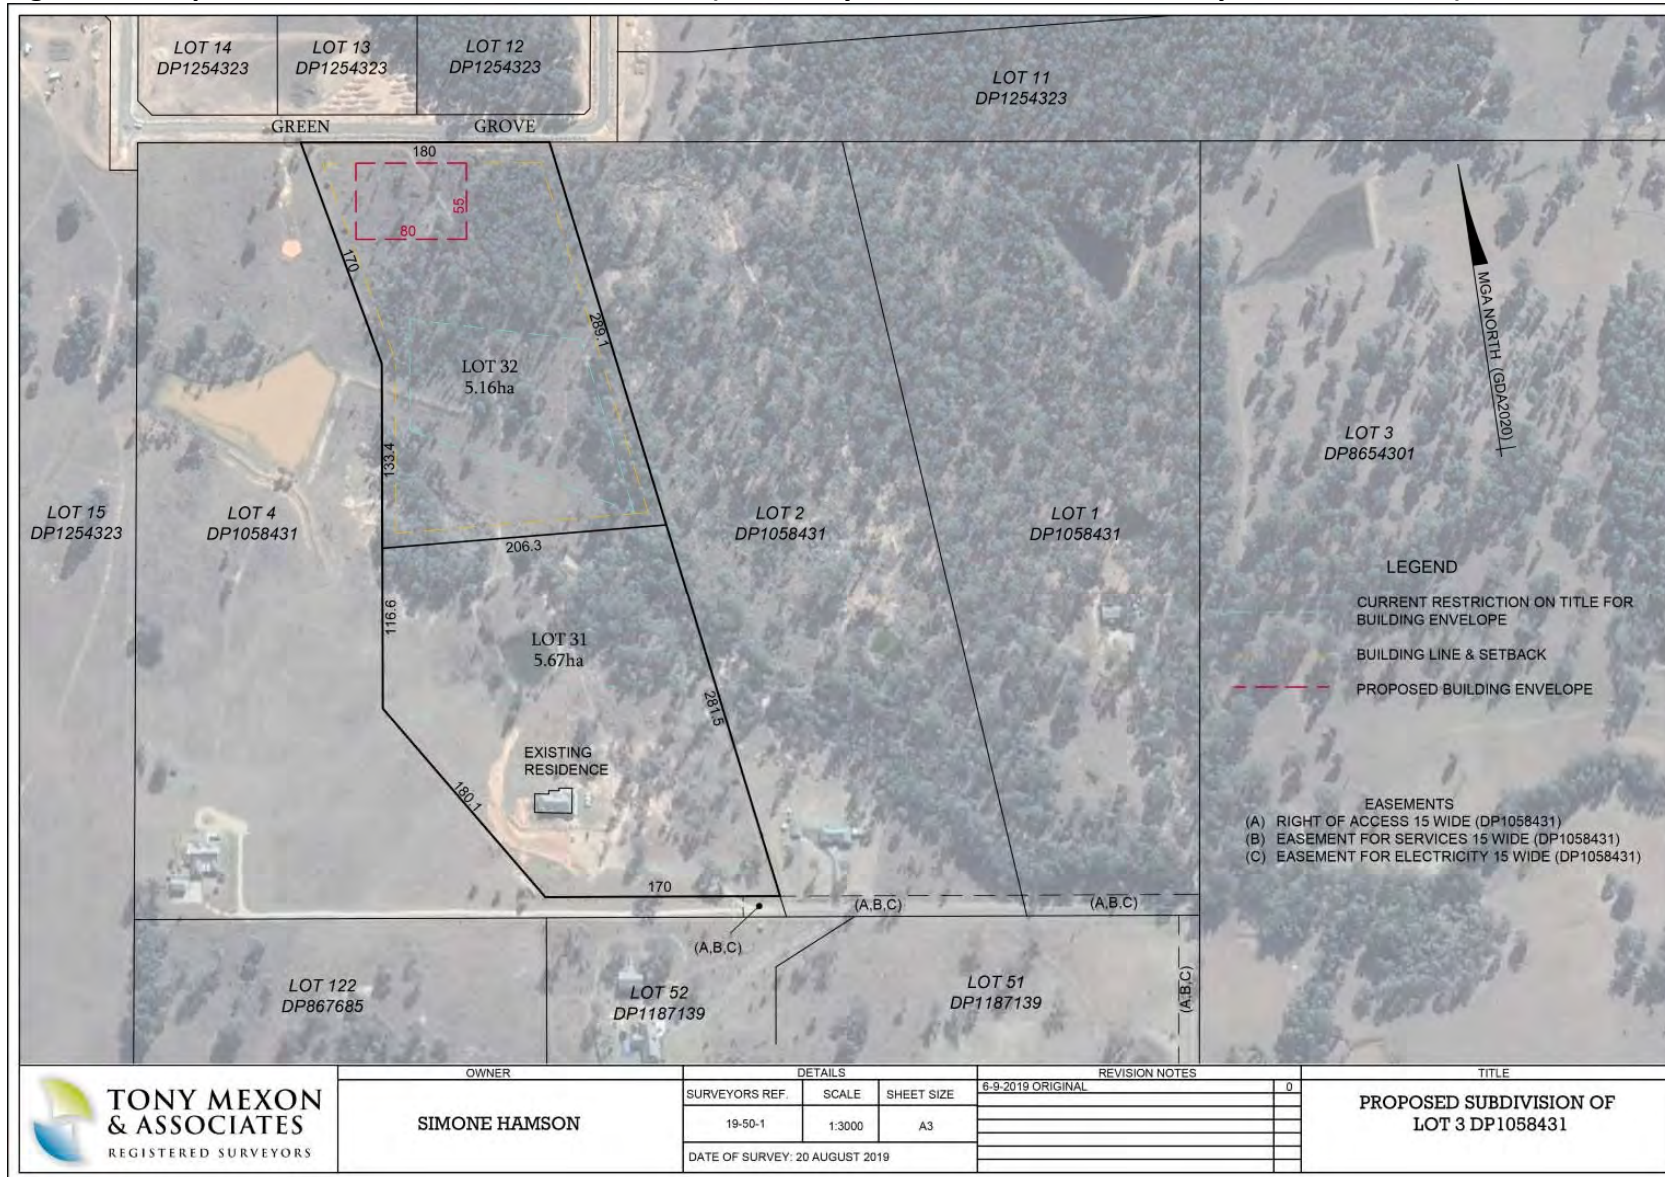 LOT 14
DP1254323
LOT 13
DP1254323
LOT 12
DP1254323
LOT 11
DP1254323
GREEN GROVE
180
55
80
170
289.1
MGA NORTH (GDA2020)
LOT 32
5.16ha
LOT 3
DP8654301
133.4
LOT 15
DP1254323
LOT 4
DP1058431
LOT 2
DP1058431
LOT 1
DP1058431
206.3
LEGEND
CURRENT RESTRICTION ON TITLE FOR
BUILDING ENVELOPE
BUILDING LINE & SETBACK
PROPOSED BUILDING ENVELOPE
116.6
LOT 31
5.67ha
281.5
EXISTING
RESIDENCE
180.1
EASEMENTS
(A) RIGHT OF ACCESS 15 WIDE (DP1058431)
(B) EASEMENT FOR SERVICES 15 WIDE (DP1058431)
(C) EASEMENT FOR ELECTRICITY 15 WIDE (DP1058431)
170
(A,B,C)
(A,B,C)
(A,B,C)
(A,B,C)
LOT 122
DP867685
LOT 52
DP1187139
LOT 51
DP1187139
TONY MEXON
& ASSOCIATES
REGISTERED SURVEYORS
OWNER
SIMONE HAMSON
DETAILS
SURVEYORS REF. SCALE SHEET SIZE
19-50-1 1:3000 A3
DATE OF SURVEY: 20 AUGUST 2019
REVISION NOTES
6-9-2019 ORIGINAL 0
TITLE
PROPOSED SUBDIVISION OF
LOT 3 DP1058431